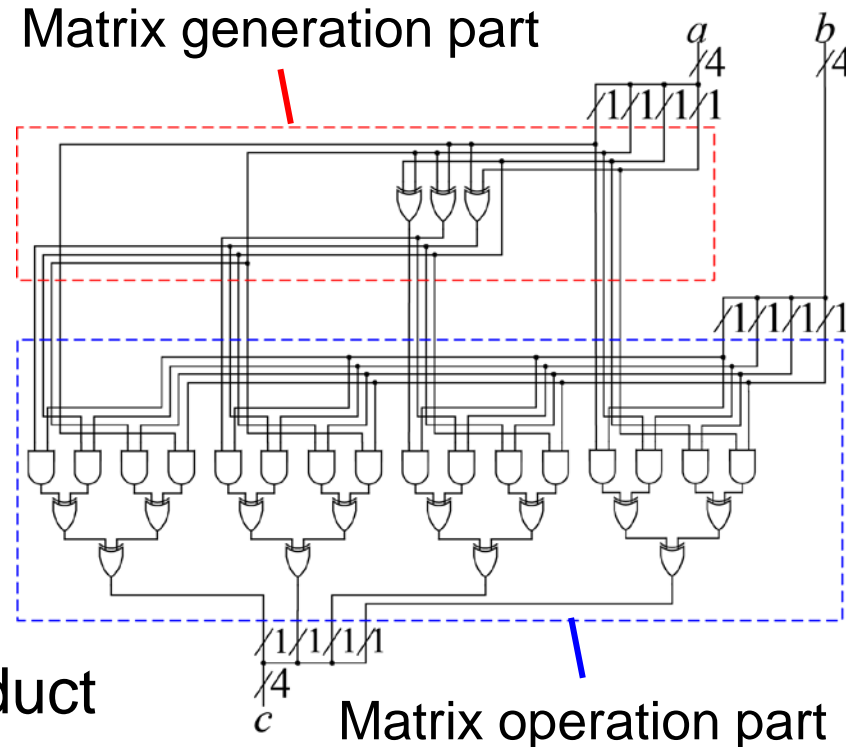 Matrix generation part
a b
4 4
1 1 1 1
1 1 1 1
1 1 1 1
4
duct
c
Matrix operation part